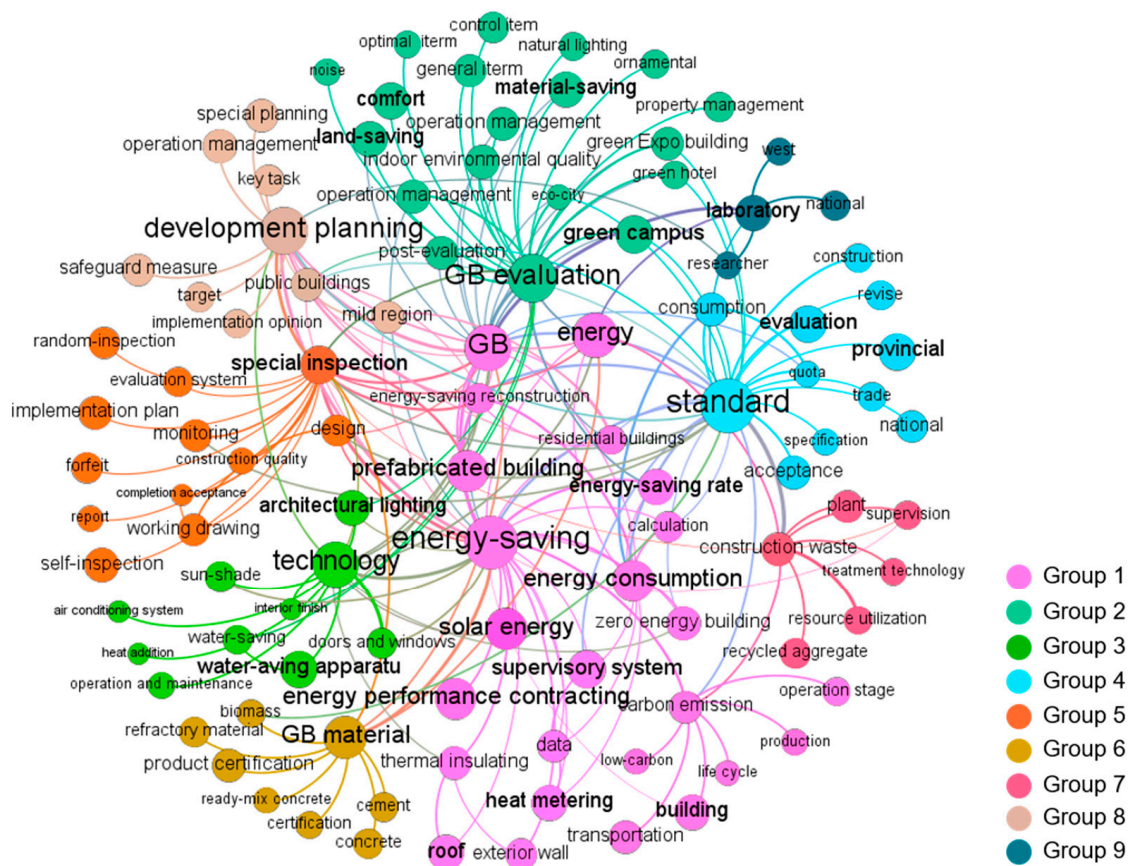 control iterm
optimal iterm
natural lighting
noise
general iterm
ornamental
comfort
material-saving
special planning
operation management
property management
land-saving
operation management
green Expo building
west
indoor environmental quality
green hotel
key task
operation management
eco-city
laboratory
national
development planning
green campus
post-evaluation
GB evaluation
researcher
construction
safeguard measure
public buildings
target
consumption
revise
implementation opinion
mild region
evaluation
random-inspection
GB
energy
provincial
special inspection
evaluation system
energy-saving reconstruction
quota
implementation plan
standard
trade
design
national
monitoring
residential buildings
specification
forfeit
construction quality
prefabricated building
acceptance
energy-saving rate
completion acceptance
architectural lighting
plant
report
working drawing
energy-saving
calculation
supervision
construction waste
self-inspection
technology
sun-shade
energy consumption
treatment technology
air conditioning system
interior finish
solar energy
zero energy building
resource utilization
water-saving
doors and windows
heat addition
water-aving apparatu
supervisory system
recycled aggregate
operation and maintenance
energy performance contracting
carbon emission
operation stage
biomass
refractory material
GB material
data
production
product certification
thermal insulating
low-carbon
life cycle
ready-mix concrete
cement
heat metering
building
certification
concrete
transportation
roof
exterior wall
Group 1
Group 2
Group 3
Group 4
Group 5
Group 6
Group 7
Group 8
Group 9